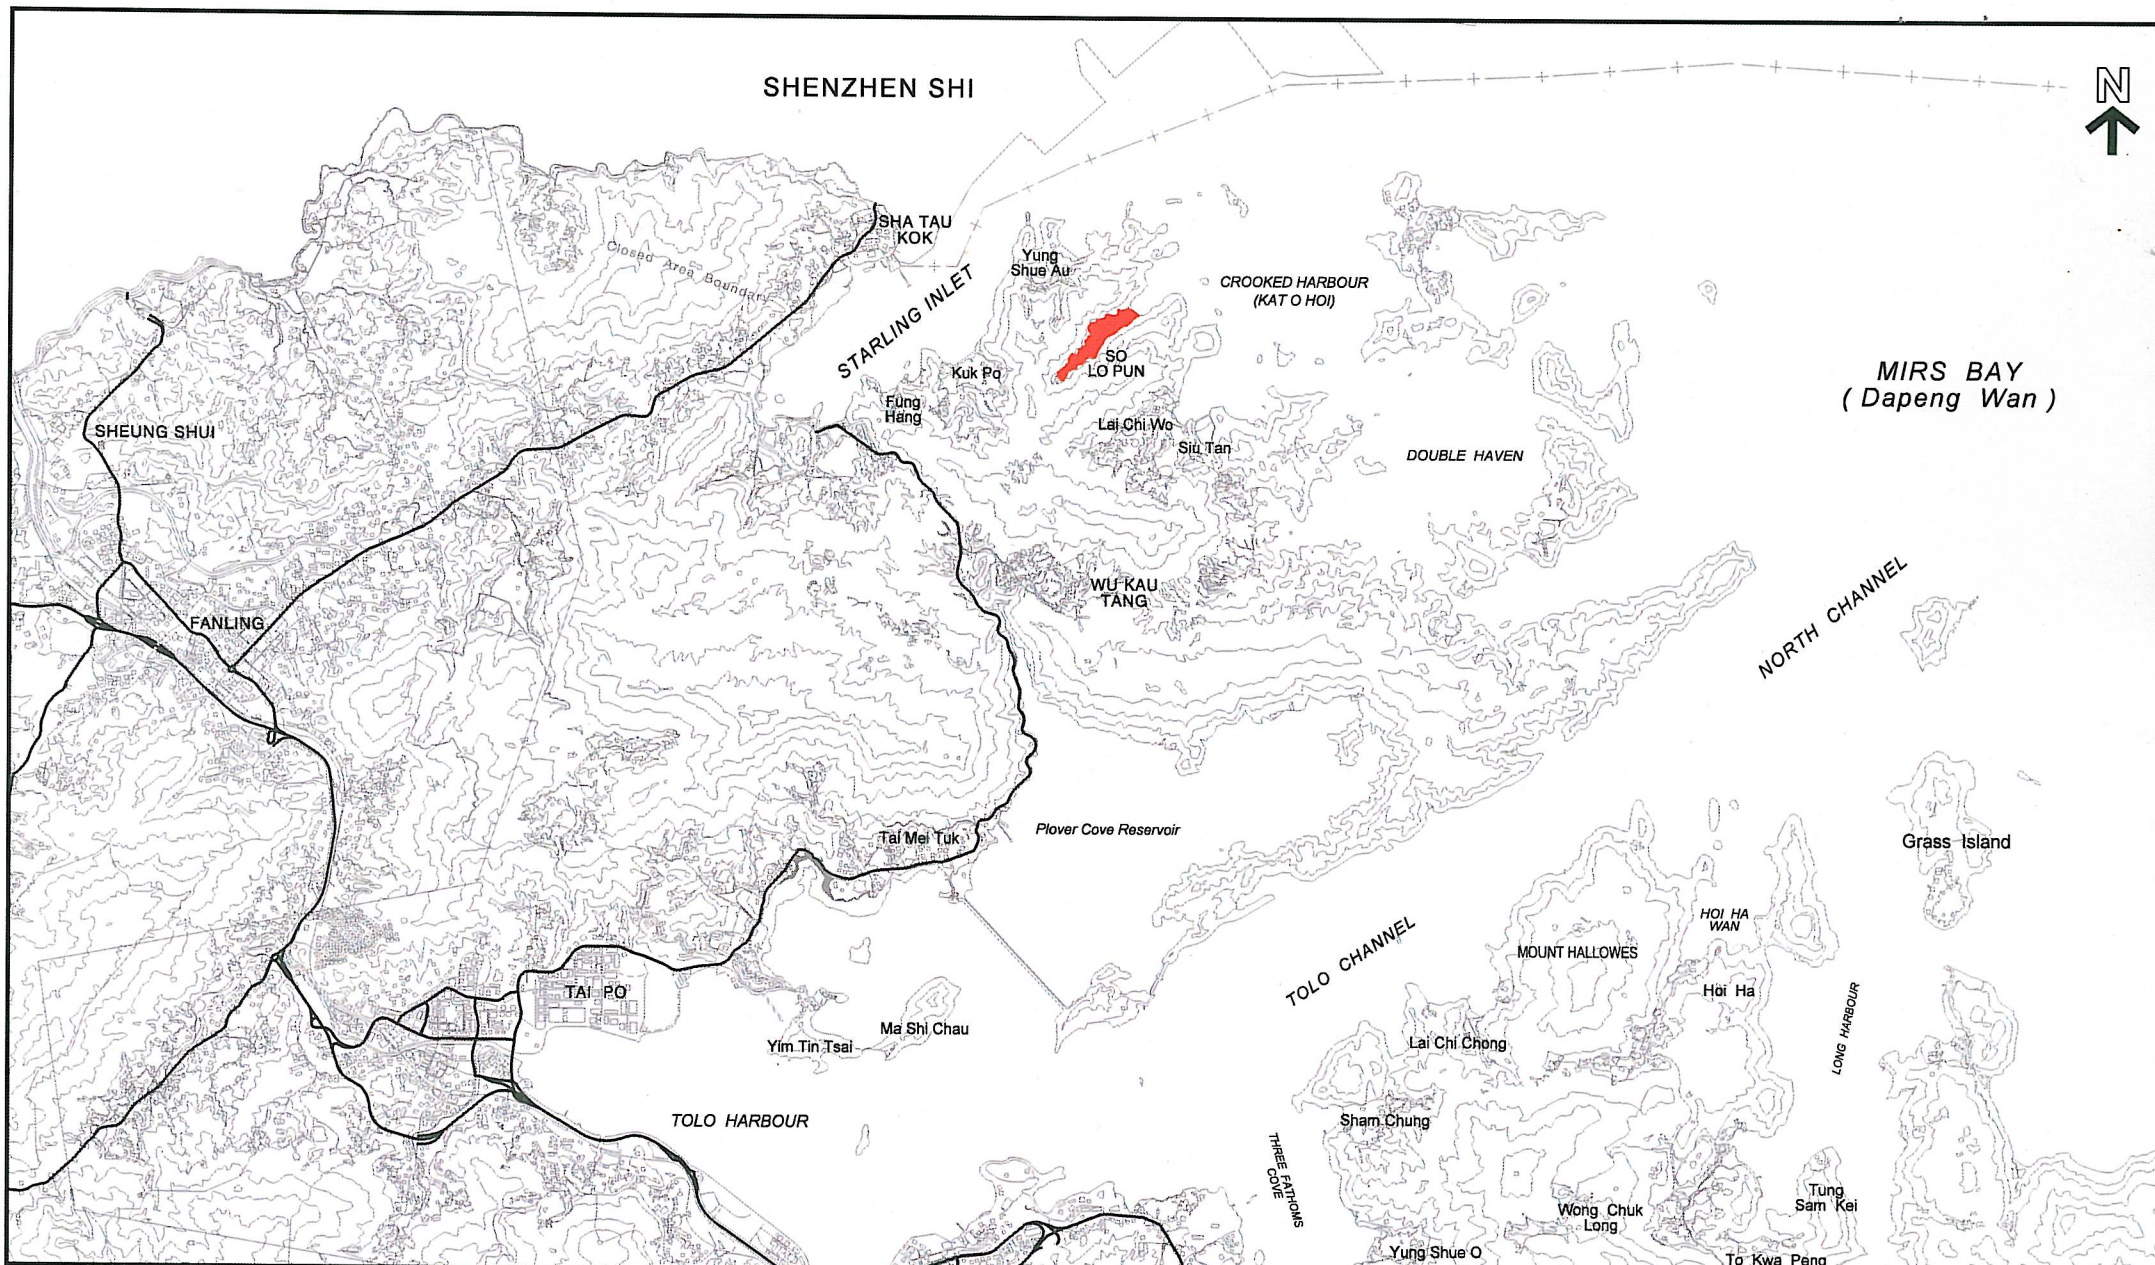 SHENZHEN SHI
N
SHA TAU
KOK
Closed Area Boundary
STARLING INLET
Yung
Shue Au
CROOKED HARBOUR
(KAT O HOI)
SO
LO PUN
Kuk Po
Fung
Hang
MIRS BAY
( Dapeng Wan )
SHEUNG SHUI
Lai Chi Wo
Siu Tan
DOUBLE HAVEN
WU KAU
TANG
FANLING
NORTH CHANNEL
Tai Mei Tuk
Plover Cove Reservoir
Grass Island
HOI HA
WAN
MOUNT HALLOWES
TOLO CHANNEL
TAI PO
Hoi Ha
Ma Shi Chau
Yim Tin Tsai
Lai Chi Chong
LONG HARBOUR
TOLO HARBOUR
Sham Chung
THREE FATHOMS
COVE
Tung
Sam Kei
Wong Chuk
Long
Yung Shue O
To Kwa Peng